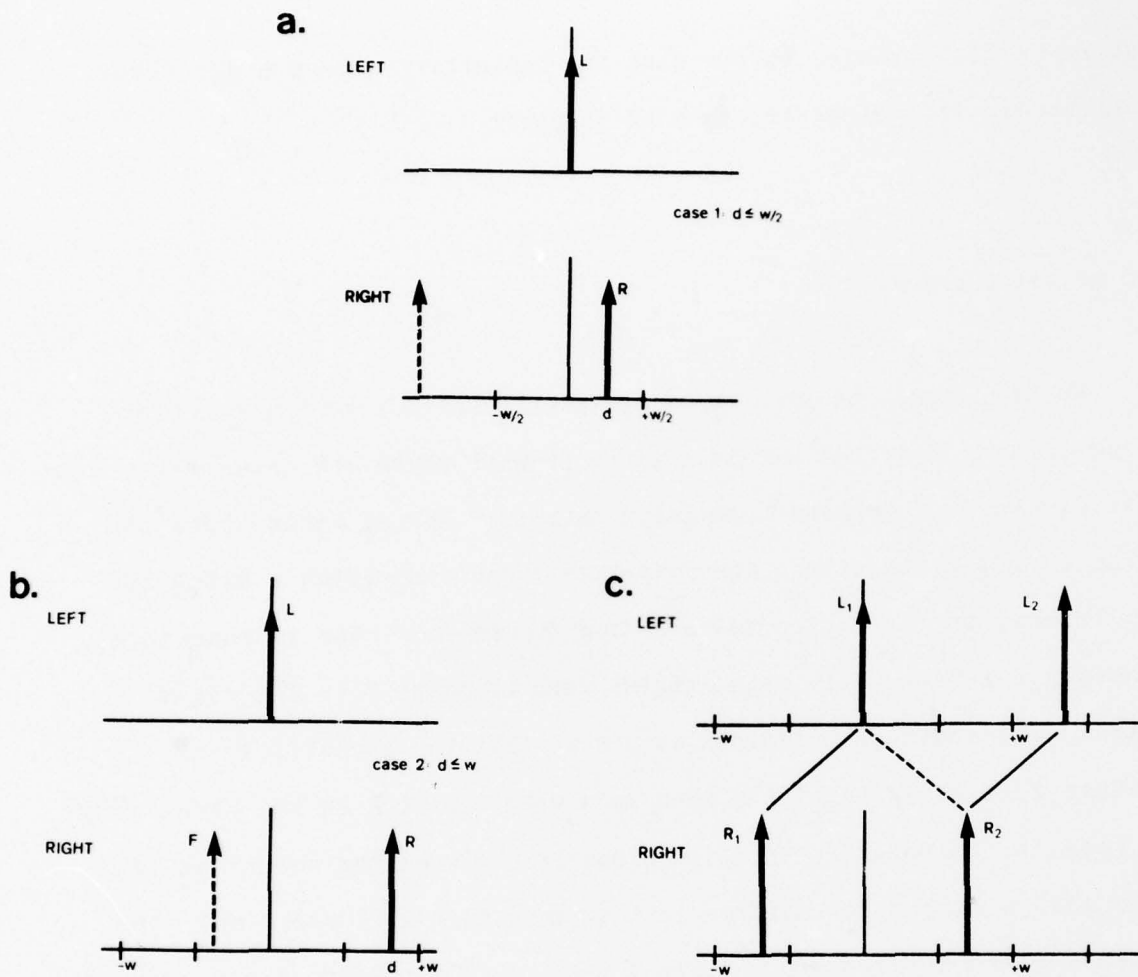 a.
LEFT
L
case 1: d ≤ w/2
RIGHT
R
-w/2
d
+w/2
b.
LEFT
L
case 2: d ≤ w
RIGHT
F
R
-w
d
+w
c.
LEFT
L₁
L₂
-w
+w
RIGHT
R₁
R₂
-w
+w